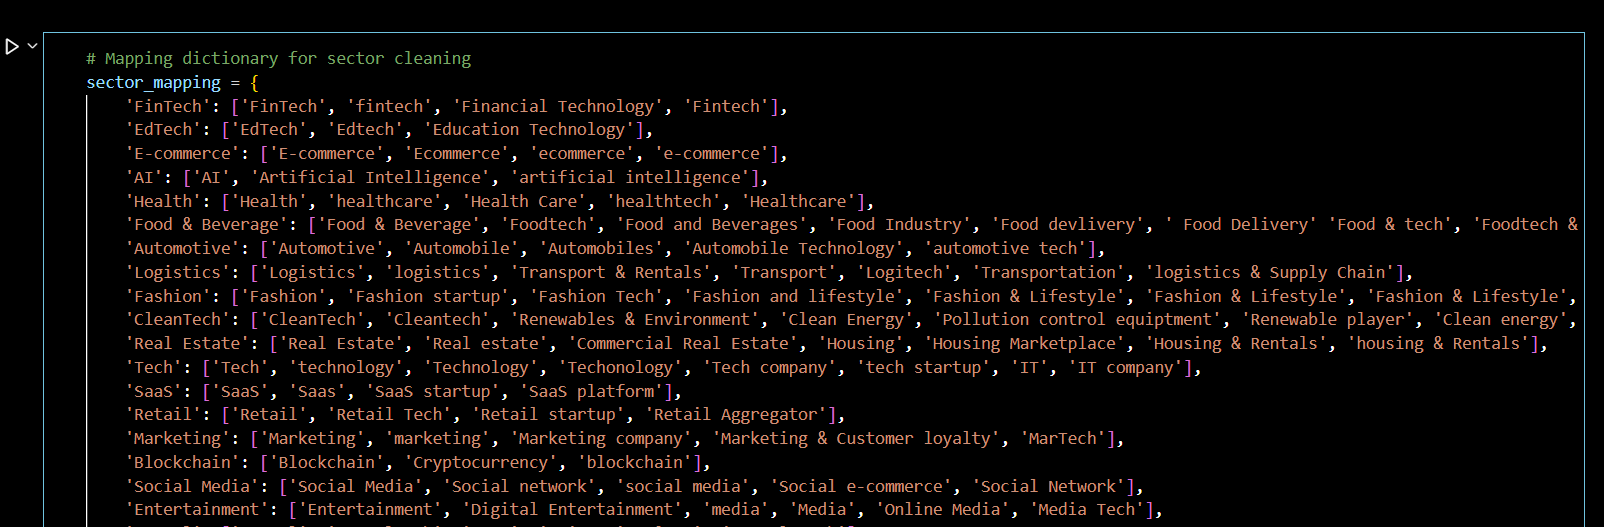 # Mapping dictionary for sector cleaning
sector_mapping = {
'FinTech': ['FinTech', 'fintech', 'Financial Technology', 'Fintech'],
'EdTech': ['EdTech', 'Edtech', 'Education Technology'],
'E-commerce': ['E-commerce', 'Ecommerce', 'ecommerce', 'e-commerce'],
'AI': ['AI', 'Artificial Intelligence', 'artificial intelligence'],
'Health': ['Health', 'healthcare', 'Health Care', 'healthtech', 'Healthcare'],
'Food & Beverage': ['Food & Beverage', 'Foodtech', 'Food and Beverages', 'Food Industry', 'Food devlivery', ' Food Delivery' 'Food & tech', 'Foodtech &
'Automotive': ['Automotive', 'Automobile', 'Automobiles', 'Automobile Technology', 'automotive tech'],
'Logistics': ['Logistics', 'logistics', 'Transport & Rentals', 'Transport', 'Logitech', 'Transportation', 'logistics & Supply Chain'],
'Fashion': ['Fashion', 'Fashion startup', 'Fashion Tech', 'Fashion and lifestyle', 'Fashion & Lifestyle', 'Fashion & Lifestyle', 'Fashion & Lifestyle',
'CleanTech': ['CleanTech', 'Cleantech', 'Renewables & Environment', 'Clean Energy', 'Pollution control equiptment', 'Renewable player', 'Clean energy',
'Real Estate': ['Real Estate', 'Real estate', 'Commercial Real Estate', 'Housing', 'Housing Marketplace', 'Housing & Rentals', 'housing & Rentals'],
'Tech': ['Tech', 'technology', 'Technology', 'Techonology', 'Tech company', 'tech startup', 'IT', 'IT company'],
'SaaS': ['SaaS', 'Saas', 'SaaS startup', 'SaaS platform'],
'Retail': ['Retail', 'Retail Tech', 'Retail startup', 'Retail Aggregator'],
'Marketing': ['Marketing', 'marketing', 'Marketing company', 'Marketing & Customer loyalty', 'MarTech'],
'Blockchain': ['Blockchain', 'Cryptocurrency', 'blockchain'],
'Social Media': ['Social Media', 'Social network', 'social media', 'Social e-commerce', 'Social Network'],
'Entertainment': ['Entertainment', 'Digital Entertainment', 'media', 'Media', 'Online Media', 'Media Tech'],